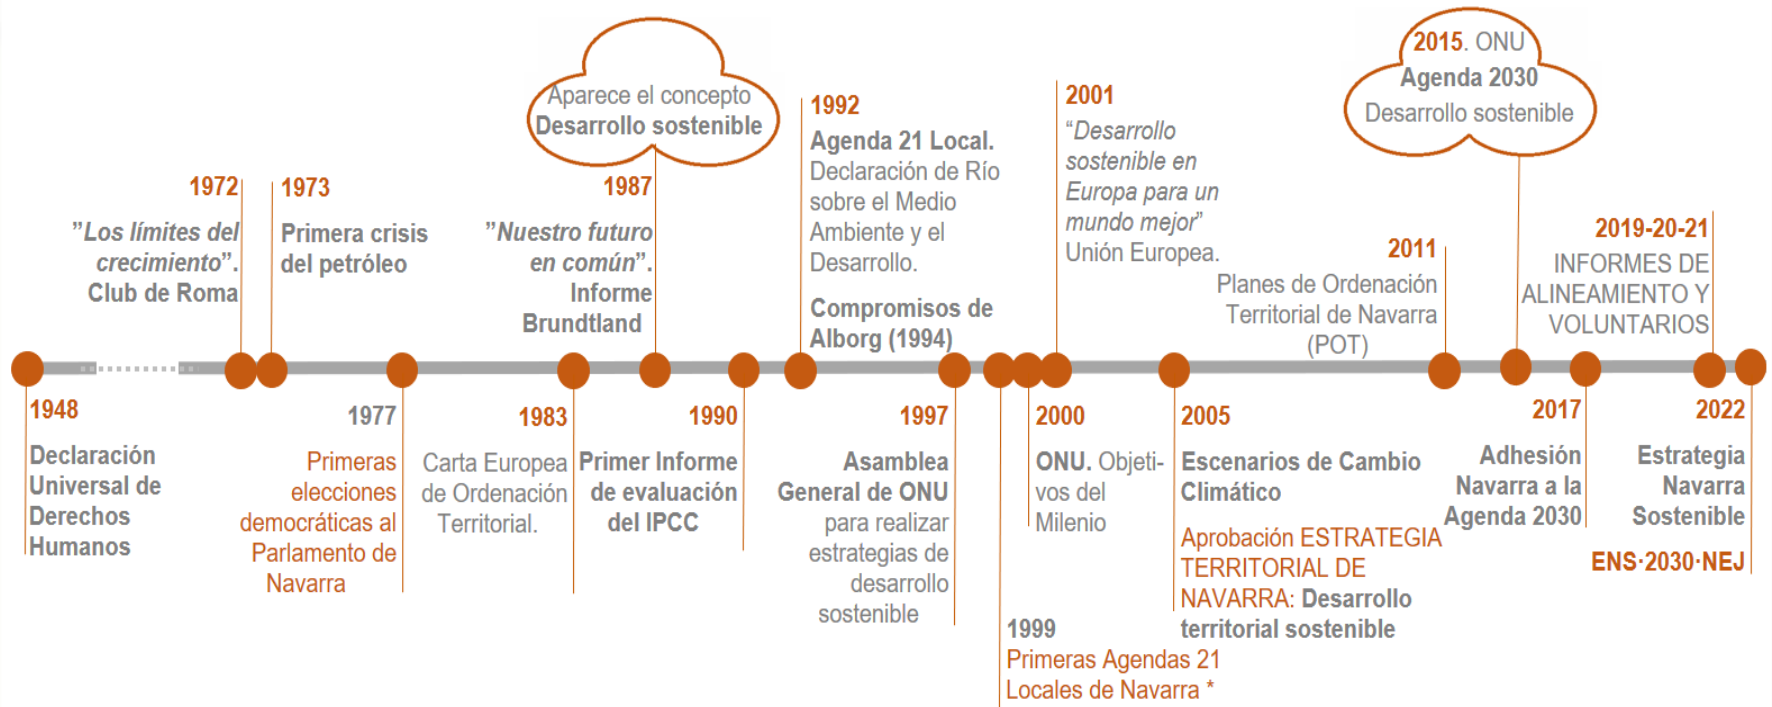 Aparece el concepto
Desarrollo sostenible
2015. ONU
Agenda 2030
Desarrollo sostenible
1972
"Los límites del
crecimiento".
Club de Roma
1973
Primera crisis
del petróleo
1987
"Nuestro futuro
en común".
Informe
Brundtland
1992
Agenda 21 Local.
Declaración de Río
sobre el Medio
Ambiente y el
Desarrollo.
Compromisos de
Alborg (1994)
2001
"Desarrollo
sostenible en
Europa para un
mundo mejor"
Unión Europea.
2011
Planes de Ordenación
Territorial de Navarra
(POT)
2019-20-21
INFORMES DE
ALINEAMIENTO Y
VOLUNTARIOS
1948
Declaración
Universal de
Derechos
Humanos
1977
Primeras
elecciones
democráticas al
Parlamento de
Navarra
1983
Carta Europea
de Ordenación
Territorial.
1990
Primer Informe
de evaluación
del IPCC
1997
Asamblea
General de ONU
para realizar
estrategias de
desarrollo
sostenible
1999
Primeras Agendas 21
Locales de Navarra *
2000
ONU. Objeti-
vos del
Milenio
2005
Escenarios de Cambio
Climático
Aprobación ESTRATEGIA
TERRITORIAL DE
NAVARRA: Desarrollo
territorial sostenible
2017
Adhesión
Navarra a la
Agenda 2030
2022
Estrategia
Navarra
Sostenible
ENS·2030·NEJ